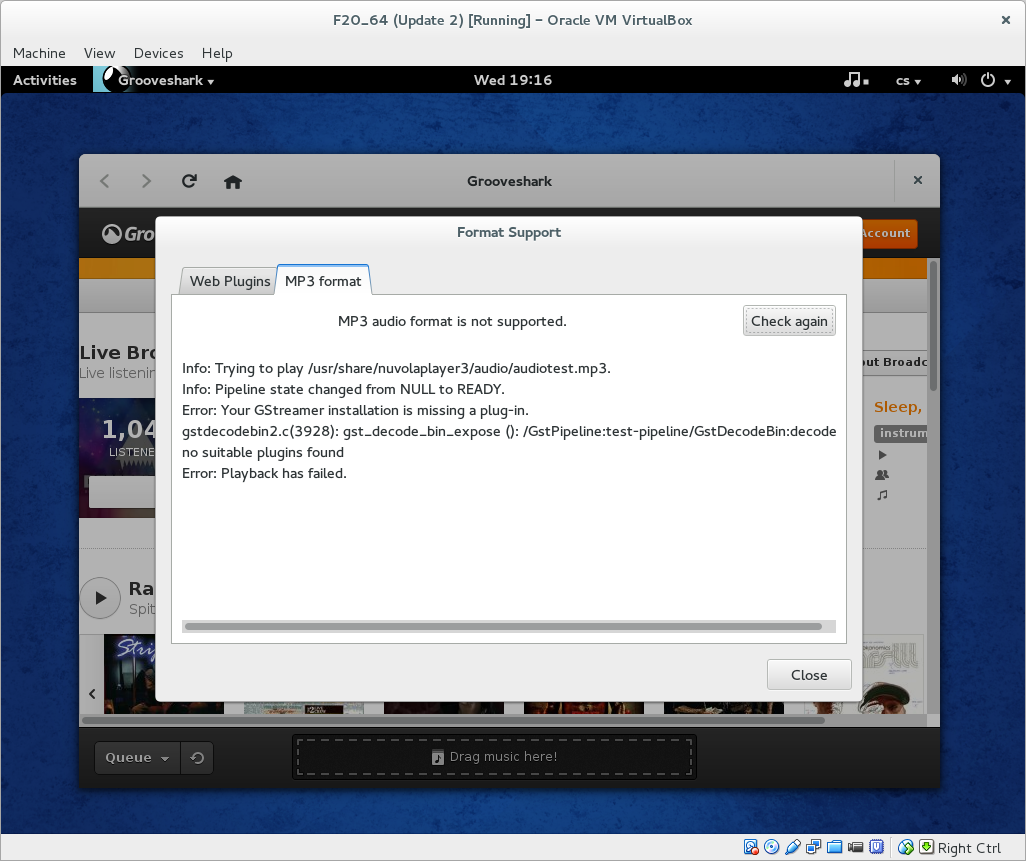 F20_64 (Update 2) [Running] – Oracle VM VirtualBox
Machine View Devices Help
Activities Grooveshark Wed 19:16 cs
Grooveshark
Groo
Account
Format Support
Web Plugins MP3 format
MP3 audio format is not supported. Check again
Info: Trying to play /usr/share/nuvolaplayer3/audio/audiotest.mp3.
Info: Pipeline state changed from NULL to READY.
Error: Your GStreamer installation is missing a plug-in.
gstdecodebin2.c(3928): gst_decode_bin_expose (): /GstPipeline:test-pipeline/GstDecodeBin:decode
no suitable plugins found
Error: Playback has failed.
Close
Live Bro
Live listenin
out Broadc
1,04
LISTENE
Sleep,
instrum
Ra
Spit
Queue
Drag music here!
Right Ctrl